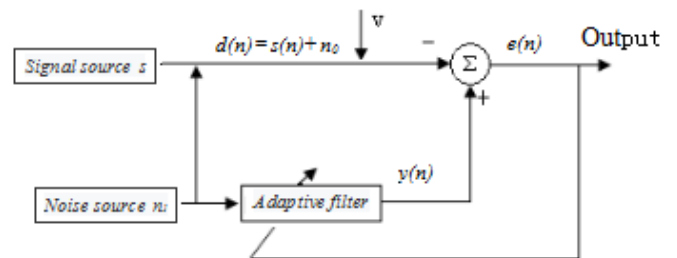 v
d(n)=s(n)+n₀
−
Σ
e(n)
Output
Signal source s
+
y(n)
Noise source n₁
Adaptive filter